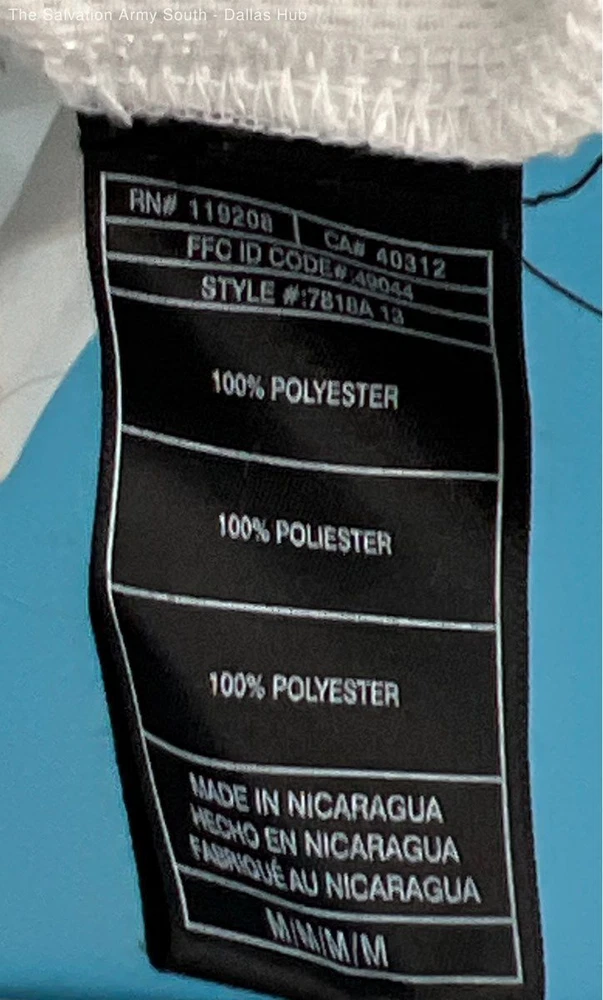 The Salvation Army South - Dallas Hub
RN# 119208 CA# 40312
FFC ID CODE#:49044
STYLE #:7818A 13
100% POLYESTER
100% POLIESTER
100% POLYESTER
MADE IN NICARAGUA
HECHO EN NICARAGUA
FABRIQUÉ AU NICARAGUA
M/M/M/M